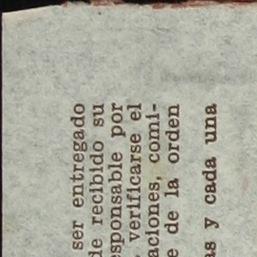 ser entregado
de recibido su
esponsable por
verificarse el
aciones, comi-
e de la orden
as y cada una